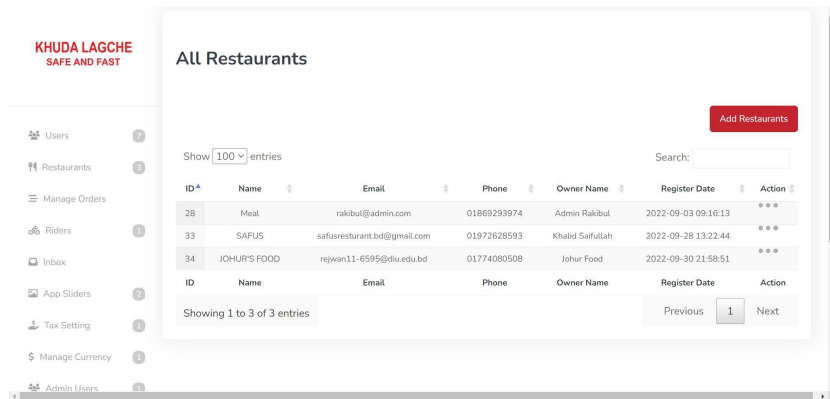 KHUDA LAGCHE
SAFE AND FAST
Users 7
Restaurants 3
Manage Orders
Riders 1
Inbox
App Sliders 2
Tax Setting 1
$ Manage Currency 1
Admin Users 1
All Restaurants
Add Restaurants
Show 100 entries
Search:
ID Name Email Phone Owner Name Register Date Action
28 Meal rakibul@admin.com 01869293974 Admin Rakibul 2022-09-03 09:16:13
33 SAFUS safusresturant.bd@gmail.com 01972628593 Khalid Saifullah 2022-09-28 13:22:44
34 JOHUR'S FOOD rejwan11-6595@diu.edu.bd 01774080508 Johur Food 2022-09-30 21:58:51
ID Name Email Phone Owner Name Register Date Action
Showing 1 to 3 of 3 entries
Previous 1 Next